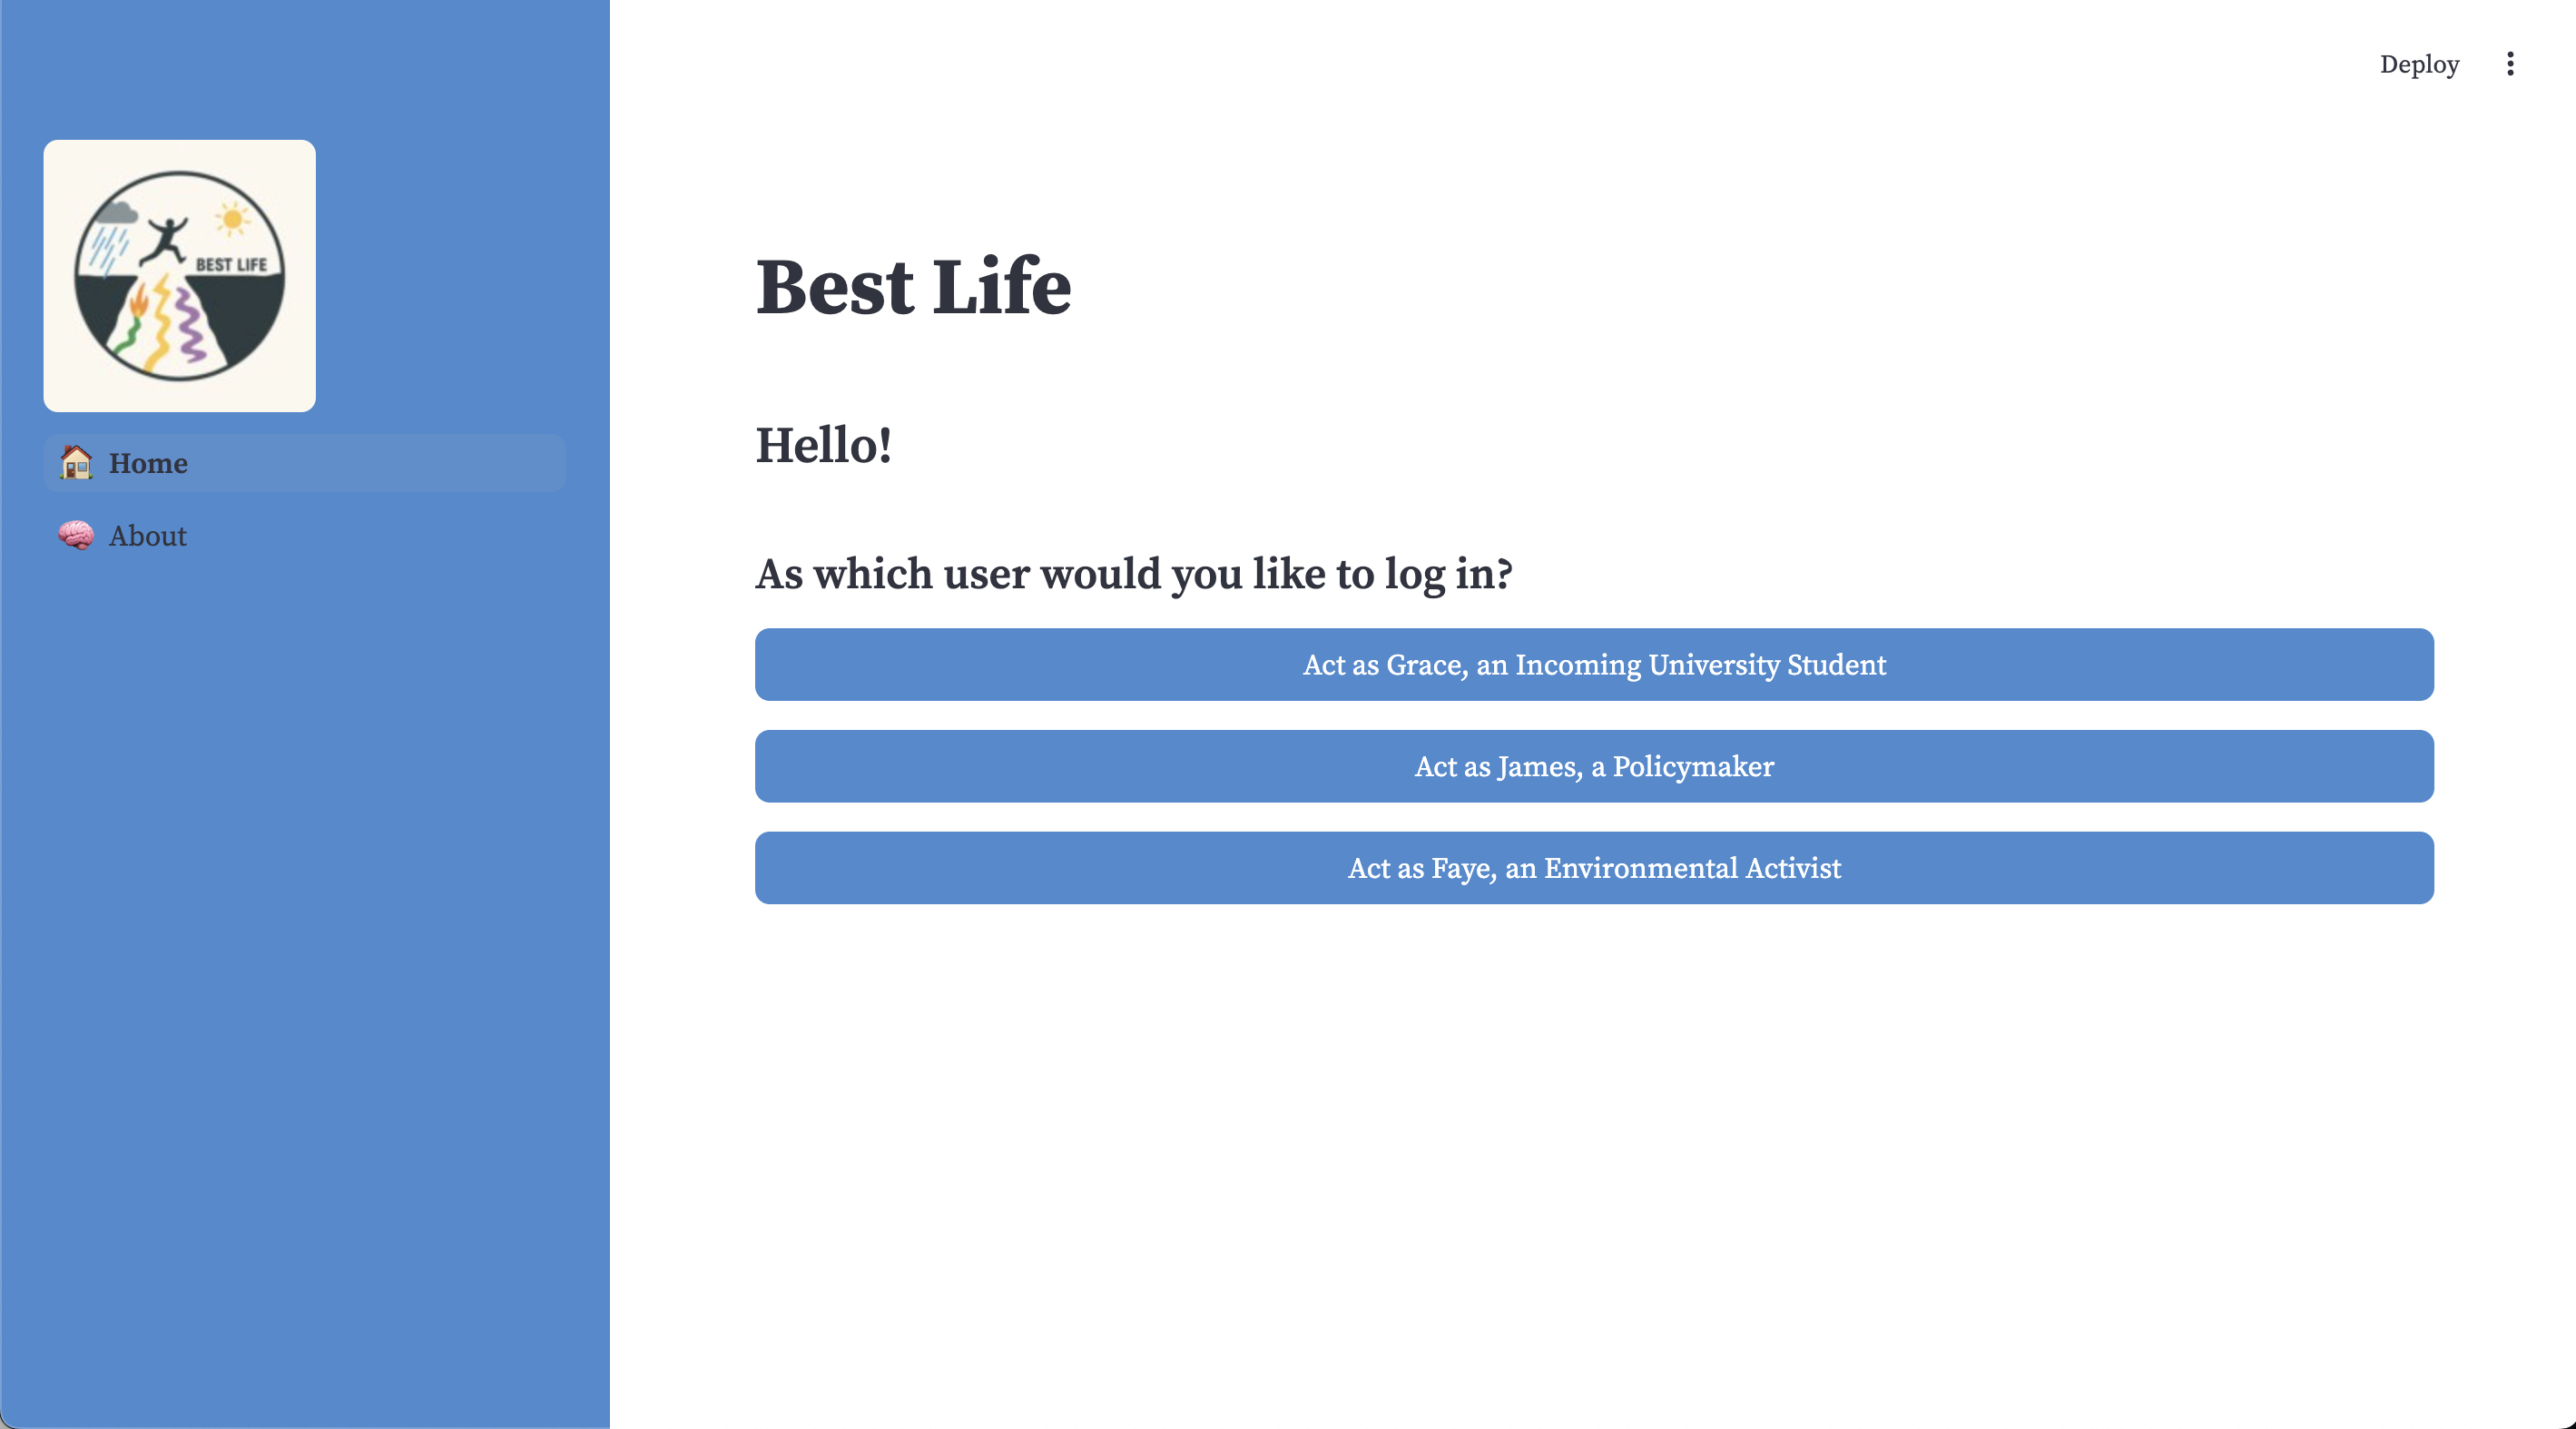 Deploy
BEST LIFE
Home
About
Best Life
Hello!
As which user would you like to log in?
Act as Grace, an Incoming University Student
Act as James, a Policymaker
Act as Faye, an Environmental Activist